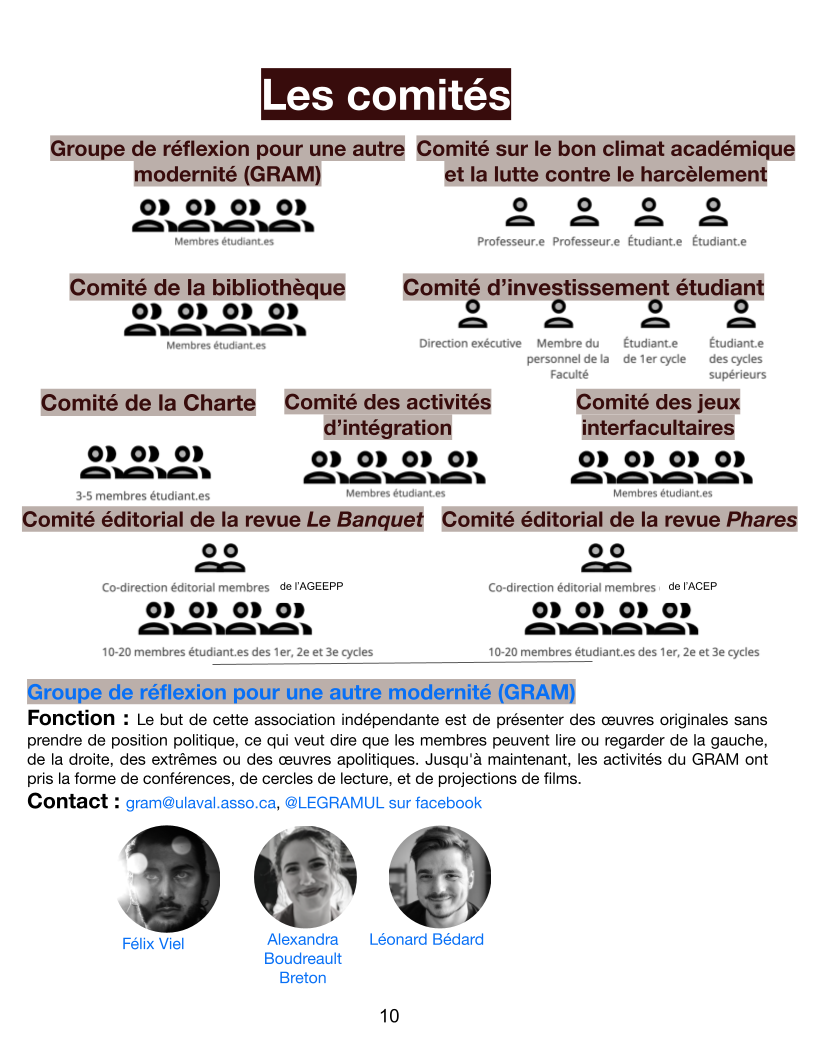 Les comités
Groupe de réflexion pour une autre
modernité (GRAM)
Membres étudiant.es
Comité sur le bon climat académique
et la lutte contre le harcèlement
Professeur.e Professeur.e Étudiant.e Étudiant.e
Comité de la bibliothèque
Membres étudiant.es
Comité d’investissement étudiant
Direction exécutive
Membre du
personnel de la
Faculté
Étudiant.e
de 1er cycle
Étudiant.e
des cycles
supérieurs
Comité de la Charte
3-5 membres étudiant.es
Comité des activités
d’intégration
Membres étudiant.es
Comité des jeux
interfacultaires
Membres étudiant.es
Comité éditorial de la revue Le Banquet
Co-direction éditorial membres de l’AGEEPP
10-20 membres étudiant.es des 1er, 2e et 3e cycles
Comité éditorial de la revue Phares
Co-direction éditorial membres de l’ACEP
10-20 membres étudiant.es des 1er, 2e et 3e cycles
Groupe de réflexion pour une autre modernité (GRAM)
Fonction : Le but de cette association indépendante est de présenter des œuvres originales sans
prendre de position politique, ce qui veut dire que les membres peuvent lire ou regarder de la gauche,
de la droite, des extrêmes ou des œuvres apolitiques. Jusqu'à maintenant, les activités du GRAM ont
pris la forme de conférences, de cercles de lecture, et de projections de films.
Contact : gram@ulaval.asso.ca, @LEGRAMUL sur facebook
Félix Viel
Alexandra
Boudreault
Breton
Léonard Bédard
10